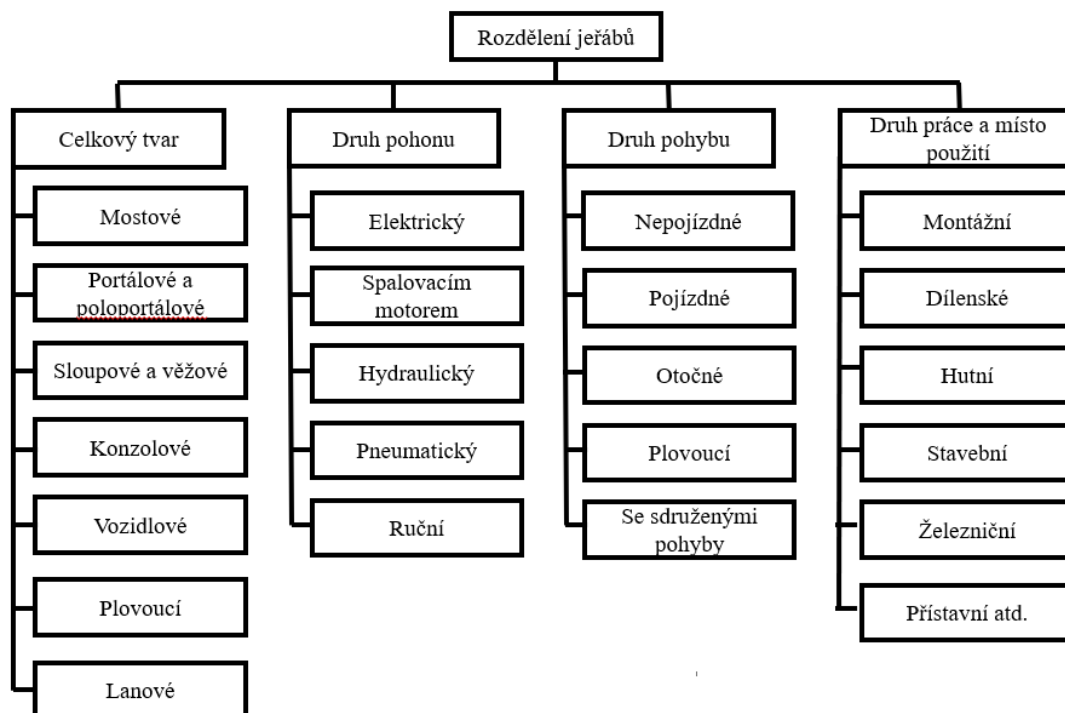 Rozdělení jeřábů
Celkový tvar
Mostové
Portálové a
poloportálové
Sloupové a věžové
Konzolové
Vozidlové
Plovoucí
Lanové
Druh pohonu
Elektrický
Spalovacím
motorem
Hydraulický
Pneumatický
Ruční
Druh pohybu
Nepojízdné
Pojízdné
Otočné
Plovoucí
Se sdruženými
pohyby
Druh práce a místo
použití
Montážní
Dílenské
Hutní
Stavební
Železniční
Přístavní atd.